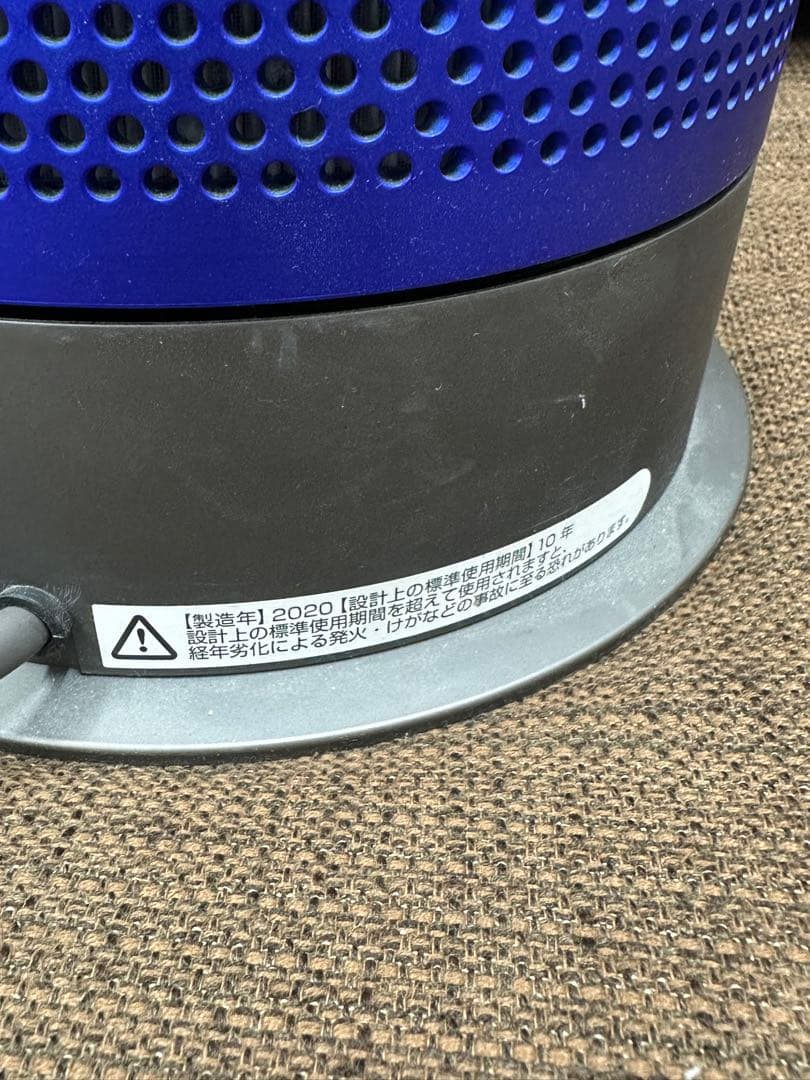 【製造年】2020【設計上の標準使用期間】10年
設計上の標準使用期間を超えて使用されますと、
経年劣化による発火・けがなどの事故に至る恐れがあります。